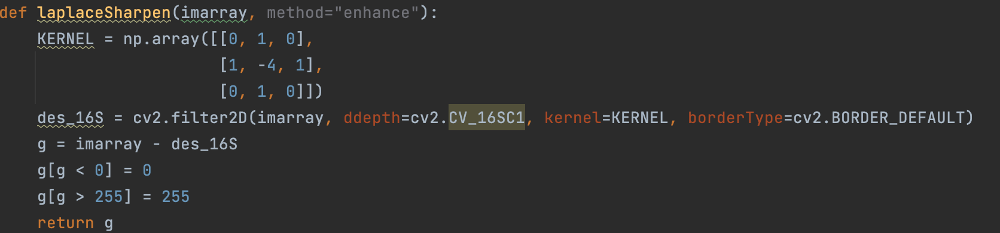 def laplaceSharpen(imarray, method="enhance"):
    KERNEL = np.array([[0, 1, 0],
                       [1, -4, 1],
                       [0, 1, 0]])
    des_16S = cv2.filter2D(imarray, ddepth=cv2.CV_16SC1, kernel=KERNEL, borderType=cv2.BORDER_DEFAULT)
    g = imarray - des_16S
    g[g < 0] = 0
    g[g > 255] = 255
    return g